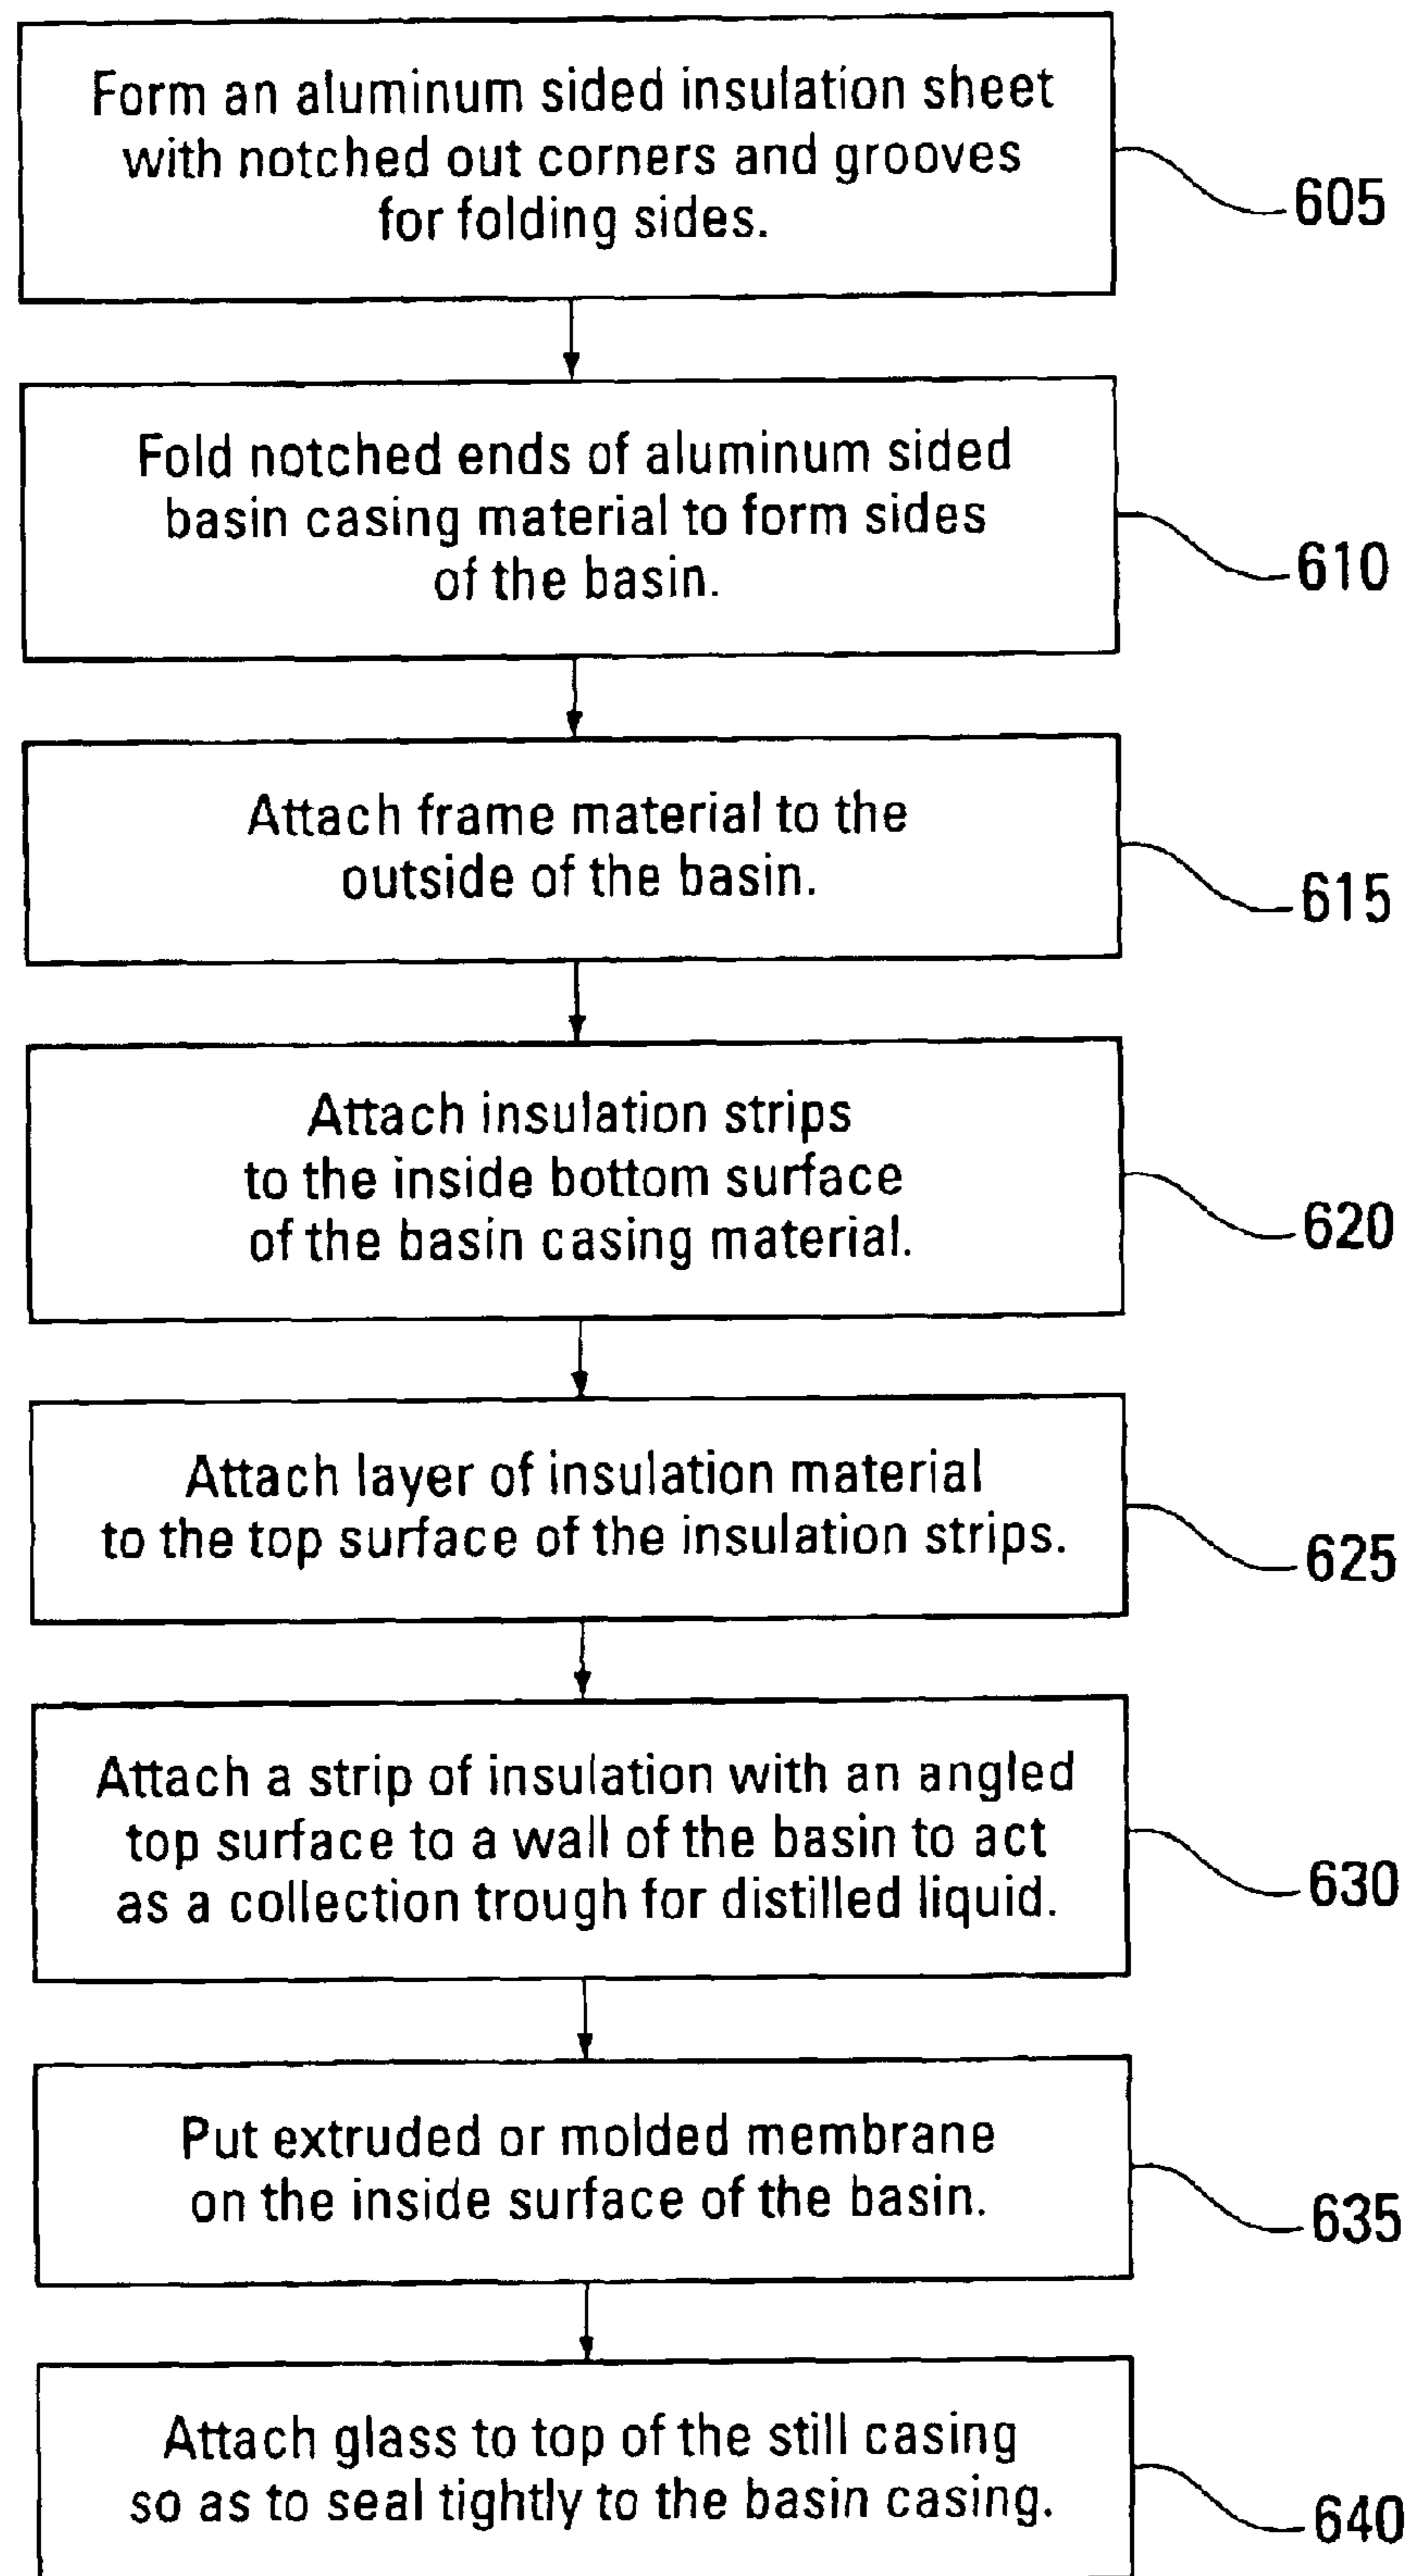 Form an aluminum sided insulation sheet
with notched out corners and grooves
for folding sides.
605
Fold notched ends of aluminum sided
basin casing material to form sides
of the basin.
610
Attach frame material to the
outside of the basin.
615
Attach insulation strips
to the inside bottom surface
of the basin casing material.
620
Attach layer of insulation material
to the top surface of the insulation strips.
625
Attach a strip of insulation with an angled
top surface to a wall of the basin to act
as a collection trough for distilled liquid.
630
Put extruded or molded membrane
on the inside surface of the basin.
635
Attach glass to top of the still casing
so as to seal tightly to the basin casing.
640